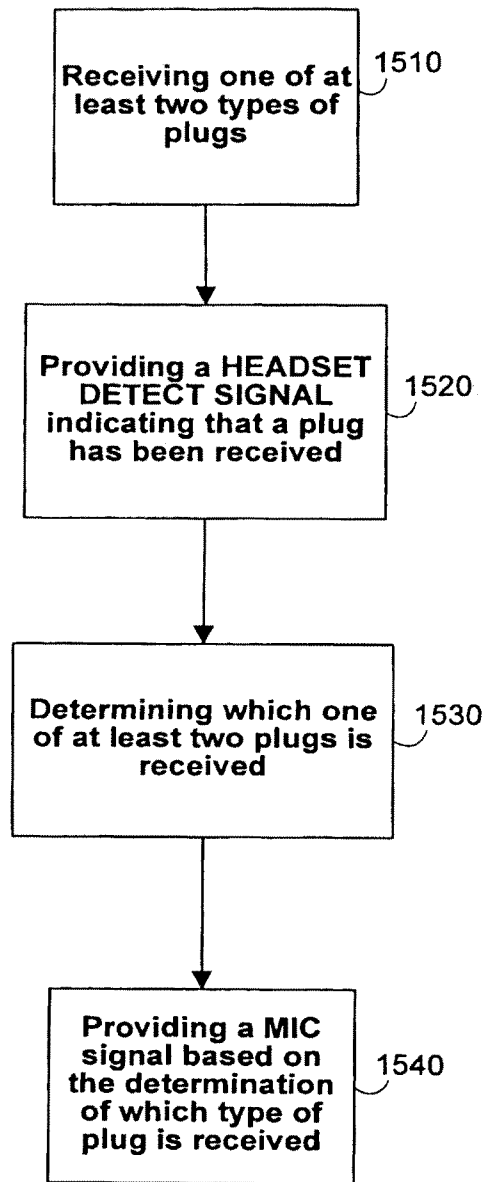 Receiving one of at
least two types of
plugs
1510
Providing a HEADSET
DETECT SIGNAL
indicating that a plug
has been received
1520
Determining which one
of at least two plugs is
received
1530
Providing a MIC
signal based on
the determination
of which type of
plug is received
1540